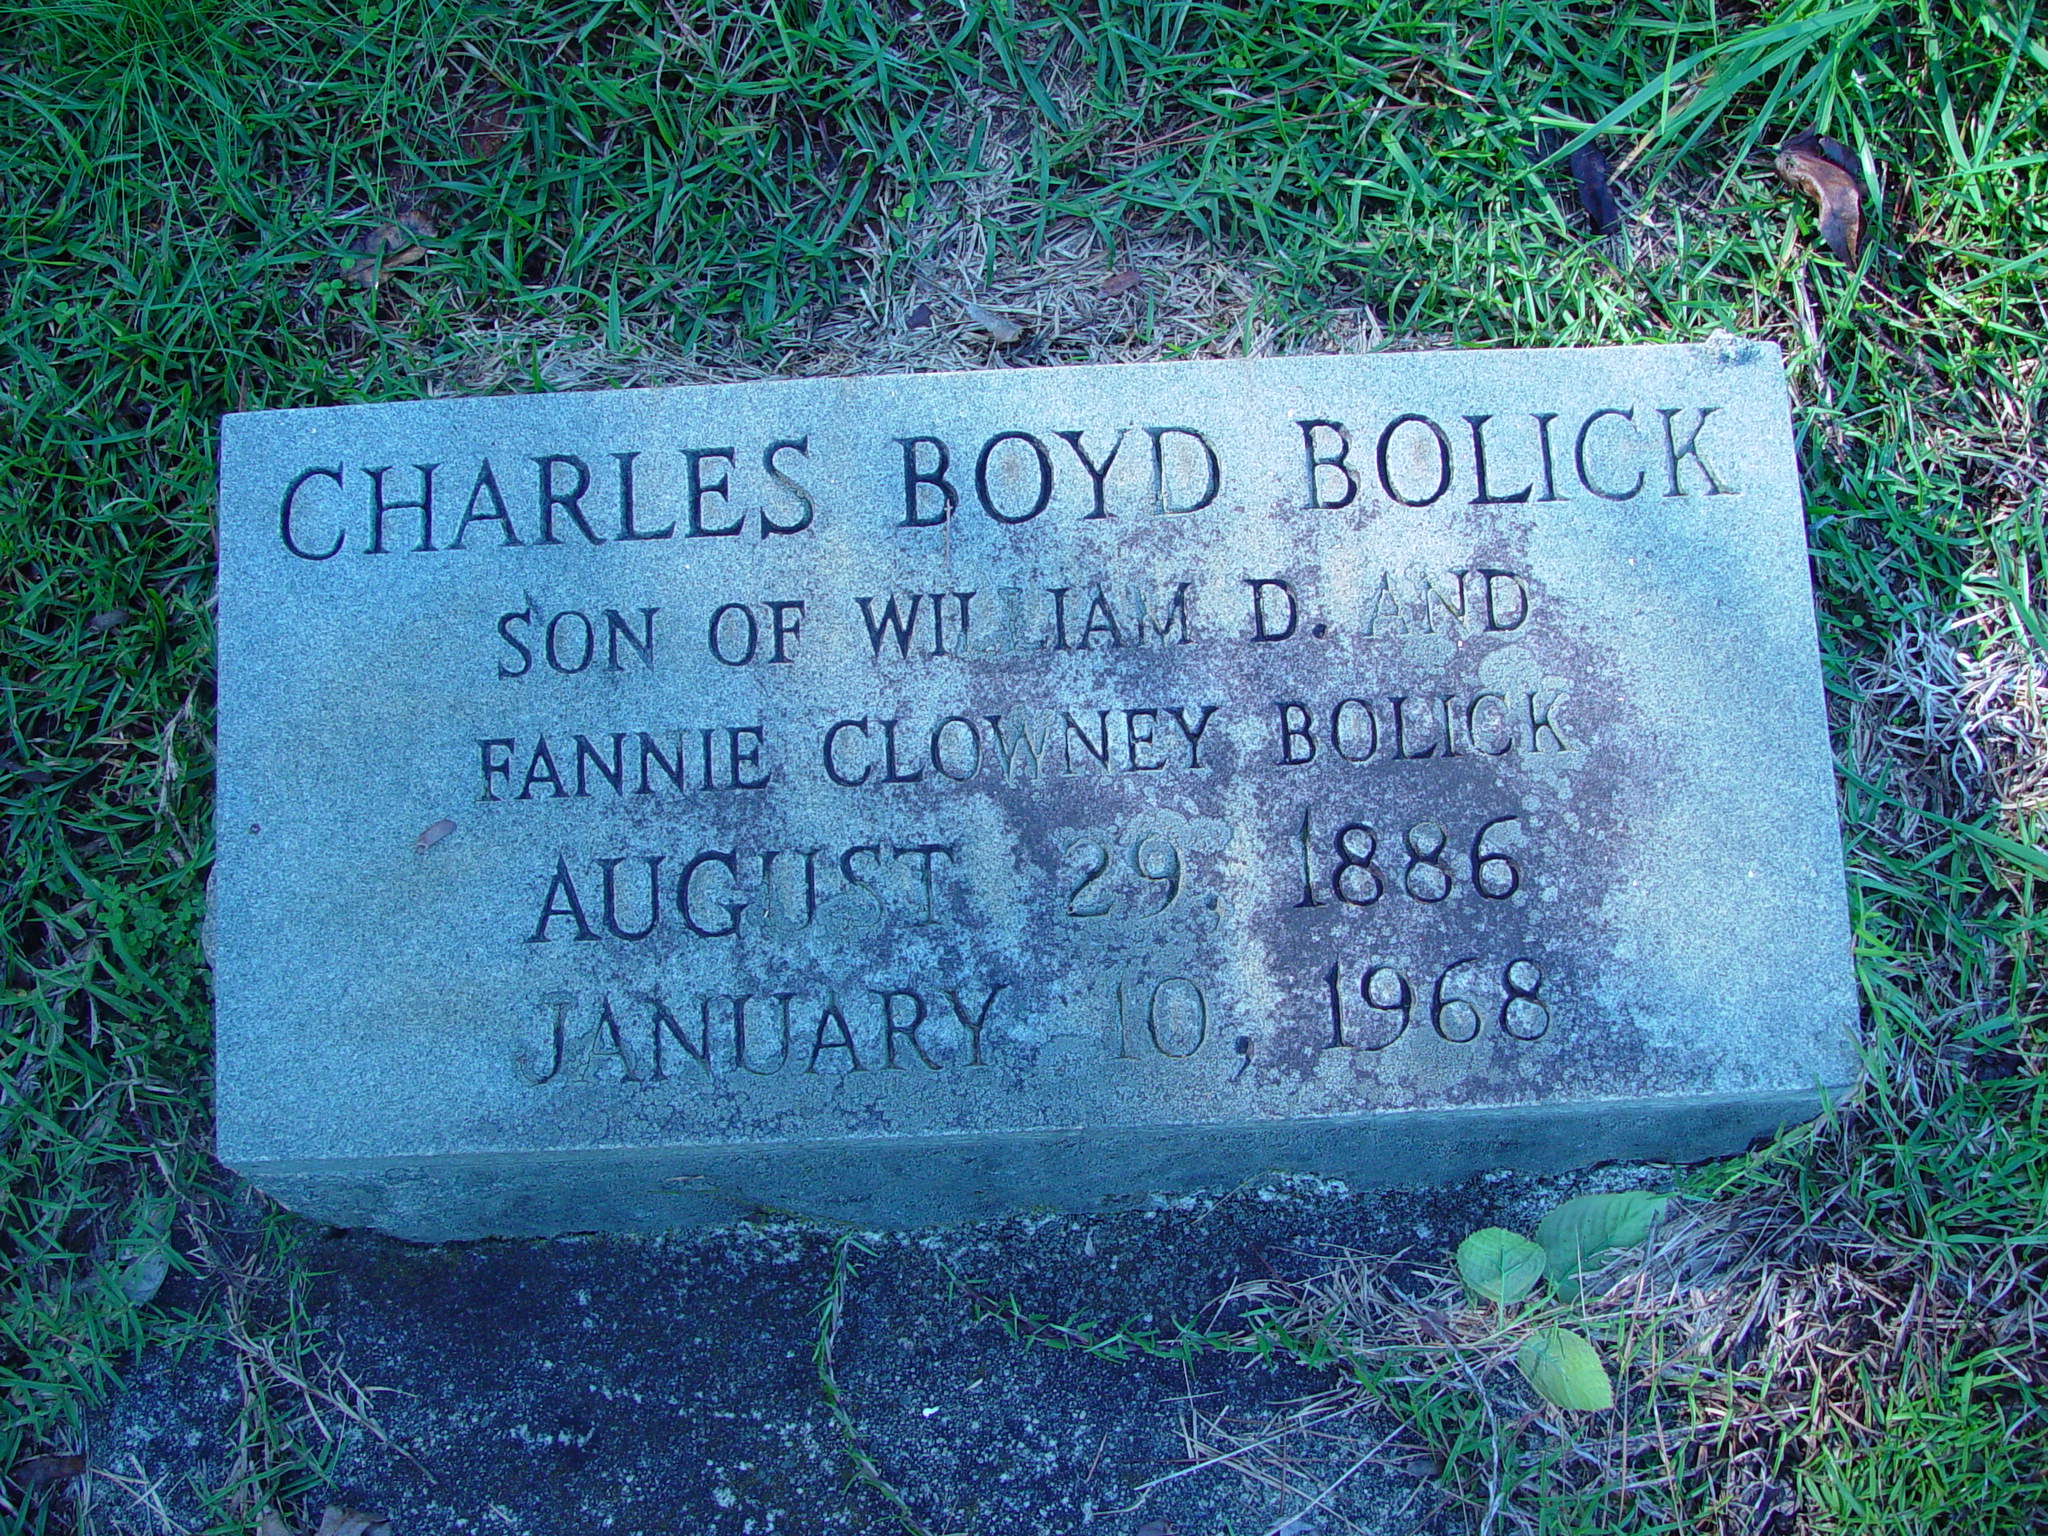 CHARLES BOYD BOLICK
SON OF WILLIAM D. AND
FANNIE CLOWNEY BOLICK
AUGUST 29, 1886
JANUARY 10, 1968